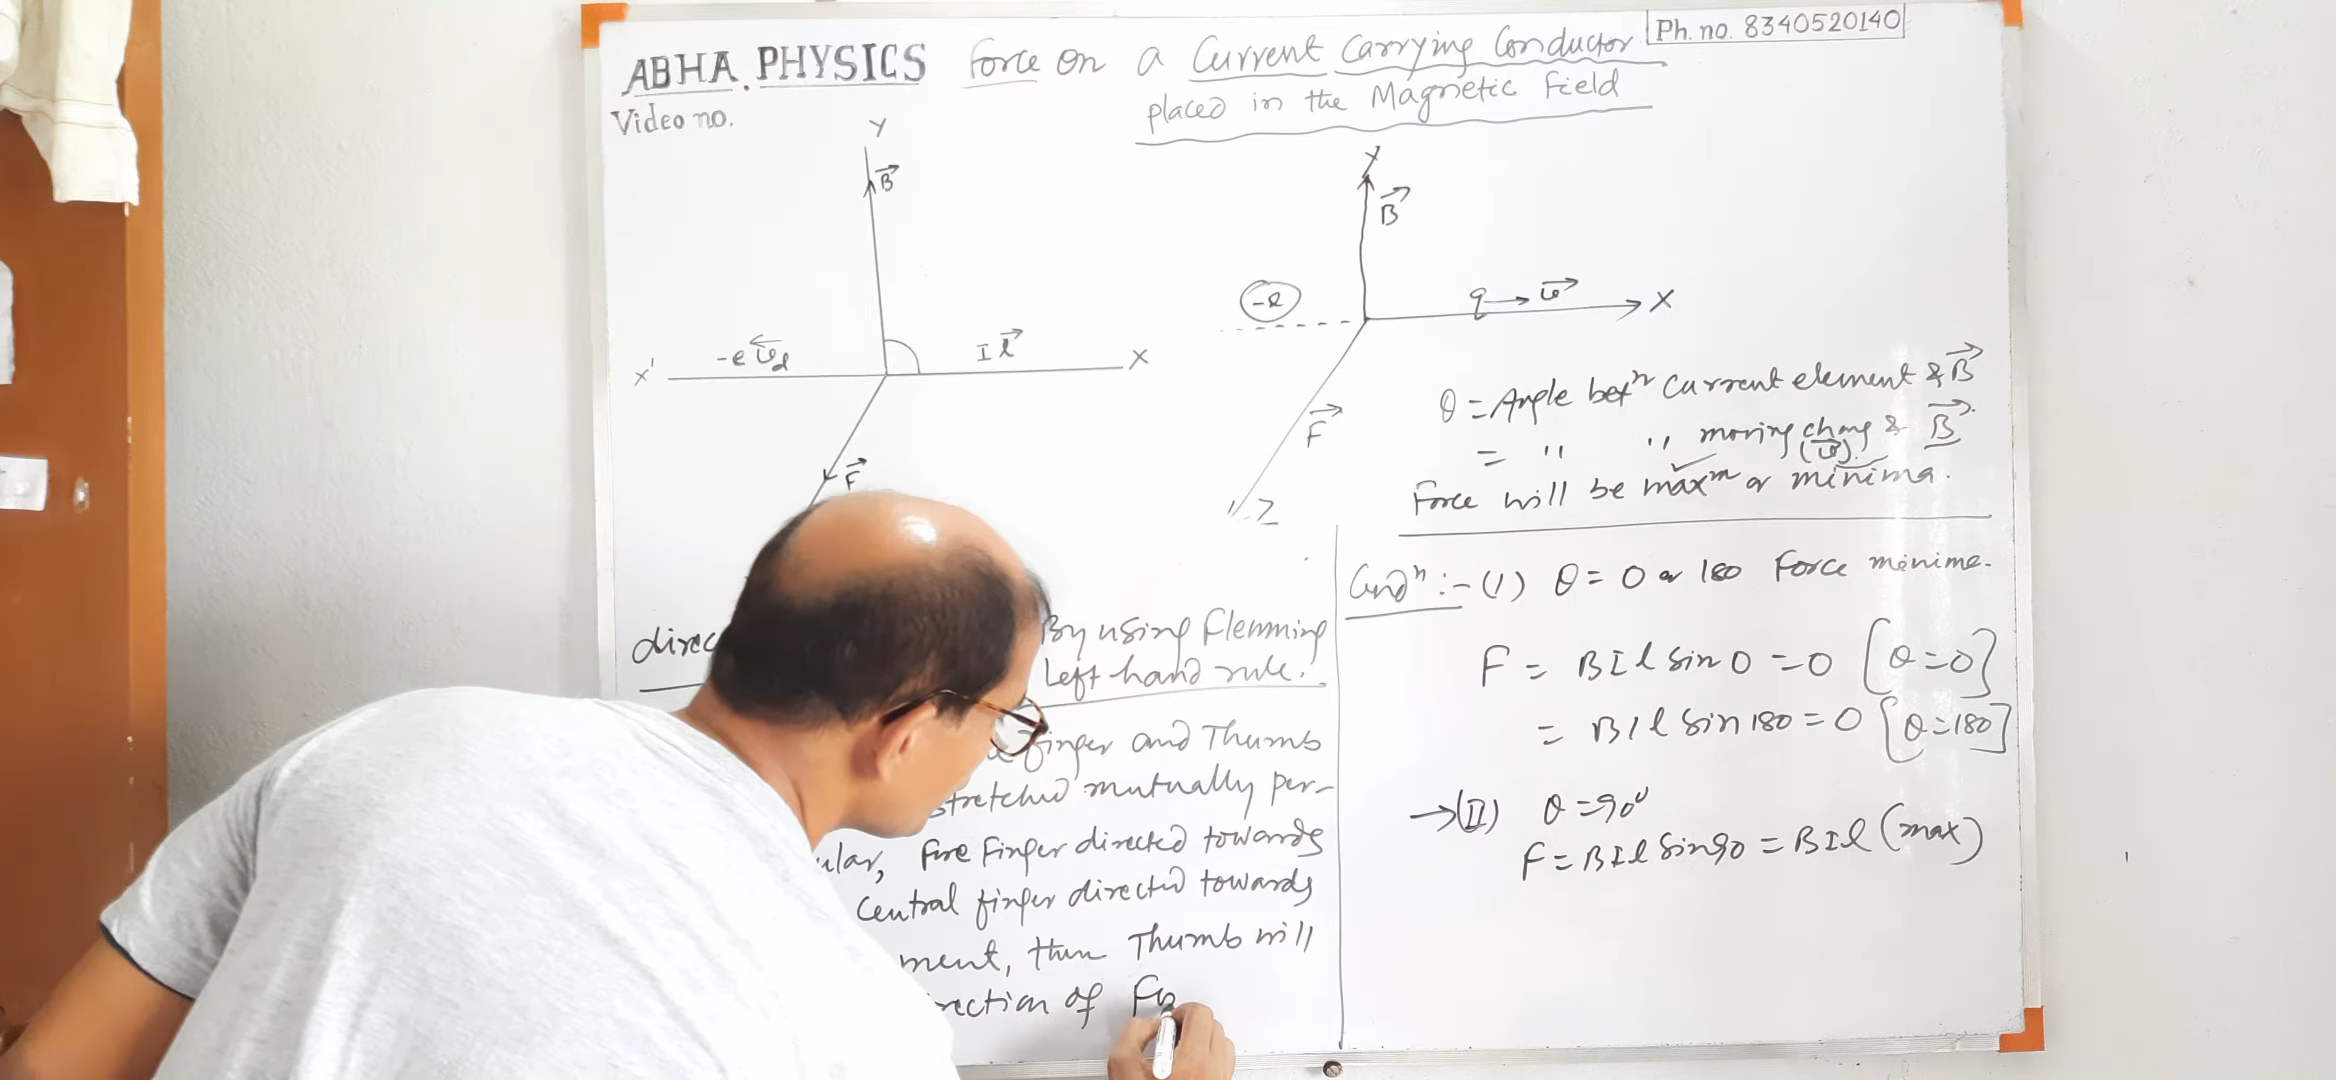 ABHA PHYSICS
Force on a Current Carrying Conductor
placed in the Magnetic Field
Ph. no. 8340520140
Video no.
Y
B⃗
-e v⃗d
I l⃗
X'
X
F⃗
Y
B⃗
-e
q → v⃗
X
F⃗
Z
θ = Angle betⁿ Current element & B⃗
= " " moving charg & B⃗
(v⃗)
Force will be maxᵐ or minima.
direc
By using Flemming
Left hand rule!
finger and Thumb
stretched mutually per-
ular, fore Finger directed towards
Central finger directed towards
ment, then Thumb will
rection of
Condⁿ :- (1) θ = 0 or 180 Force minima.
F = BIl sin 0 = 0 [θ = 0]
= BIl sin 180 = 0 [θ = 180]
→ (II) θ = 90°
F = BIl sin 90 = BIl (max)